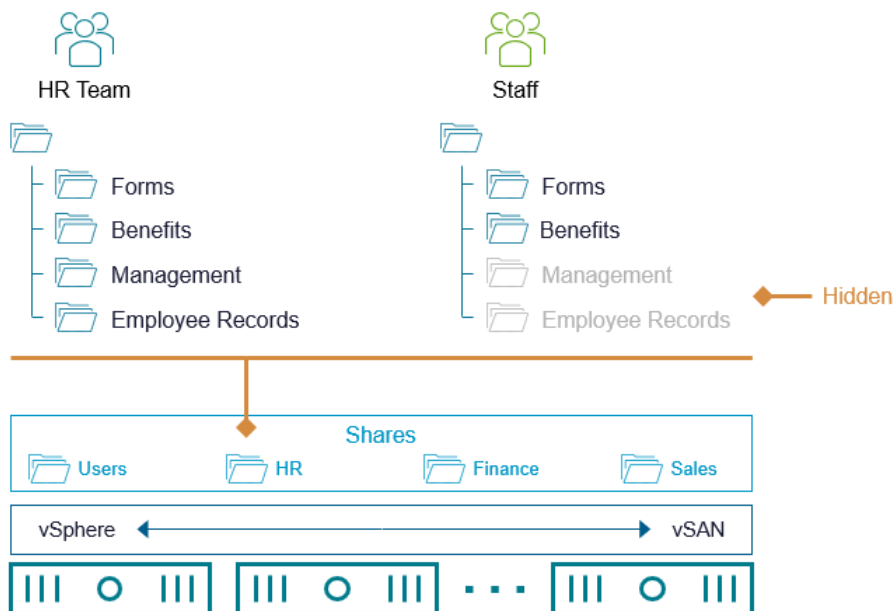 HR Team
Staff
Forms
Benefits
Management
Employee Records
Forms
Benefits
Management
Employee Records
Hidden
Shares
Users
HR
Finance
Sales
vSphere
vSAN